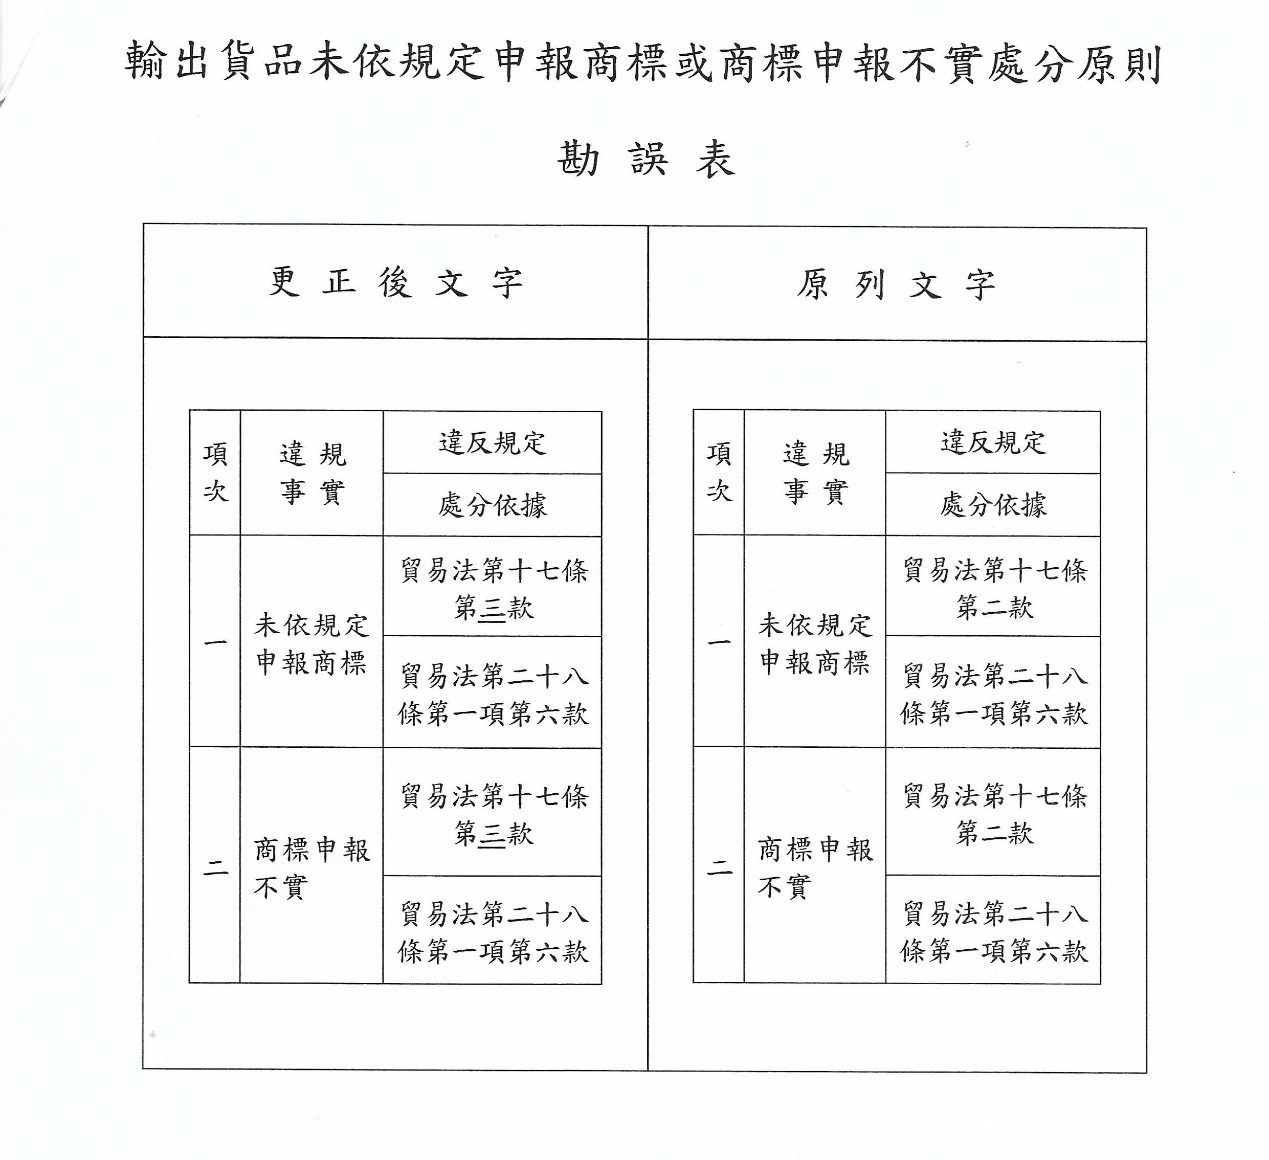 輸出貨品未依規定申報商標或商標申報不實處分原則
勘誤表
更正後文字
原列文字
項次
違規
事實
違反規定
處分依據
一
未依規定
申報商標
貿易法第十七條
第三款
貿易法第二十八
條第一項第六款
二
商標申報
不實
貿易法第十七條
第三款
貿易法第二十八
條第一項第六款
項次
違規
事實
違反規定
處分依據
一
未依規定
申報商標
貿易法第十七條
第二款
貿易法第二十八
條第一項第六款
二
商標申報
不實
貿易法第十七條
第二款
貿易法第二十八
條第一項第六款